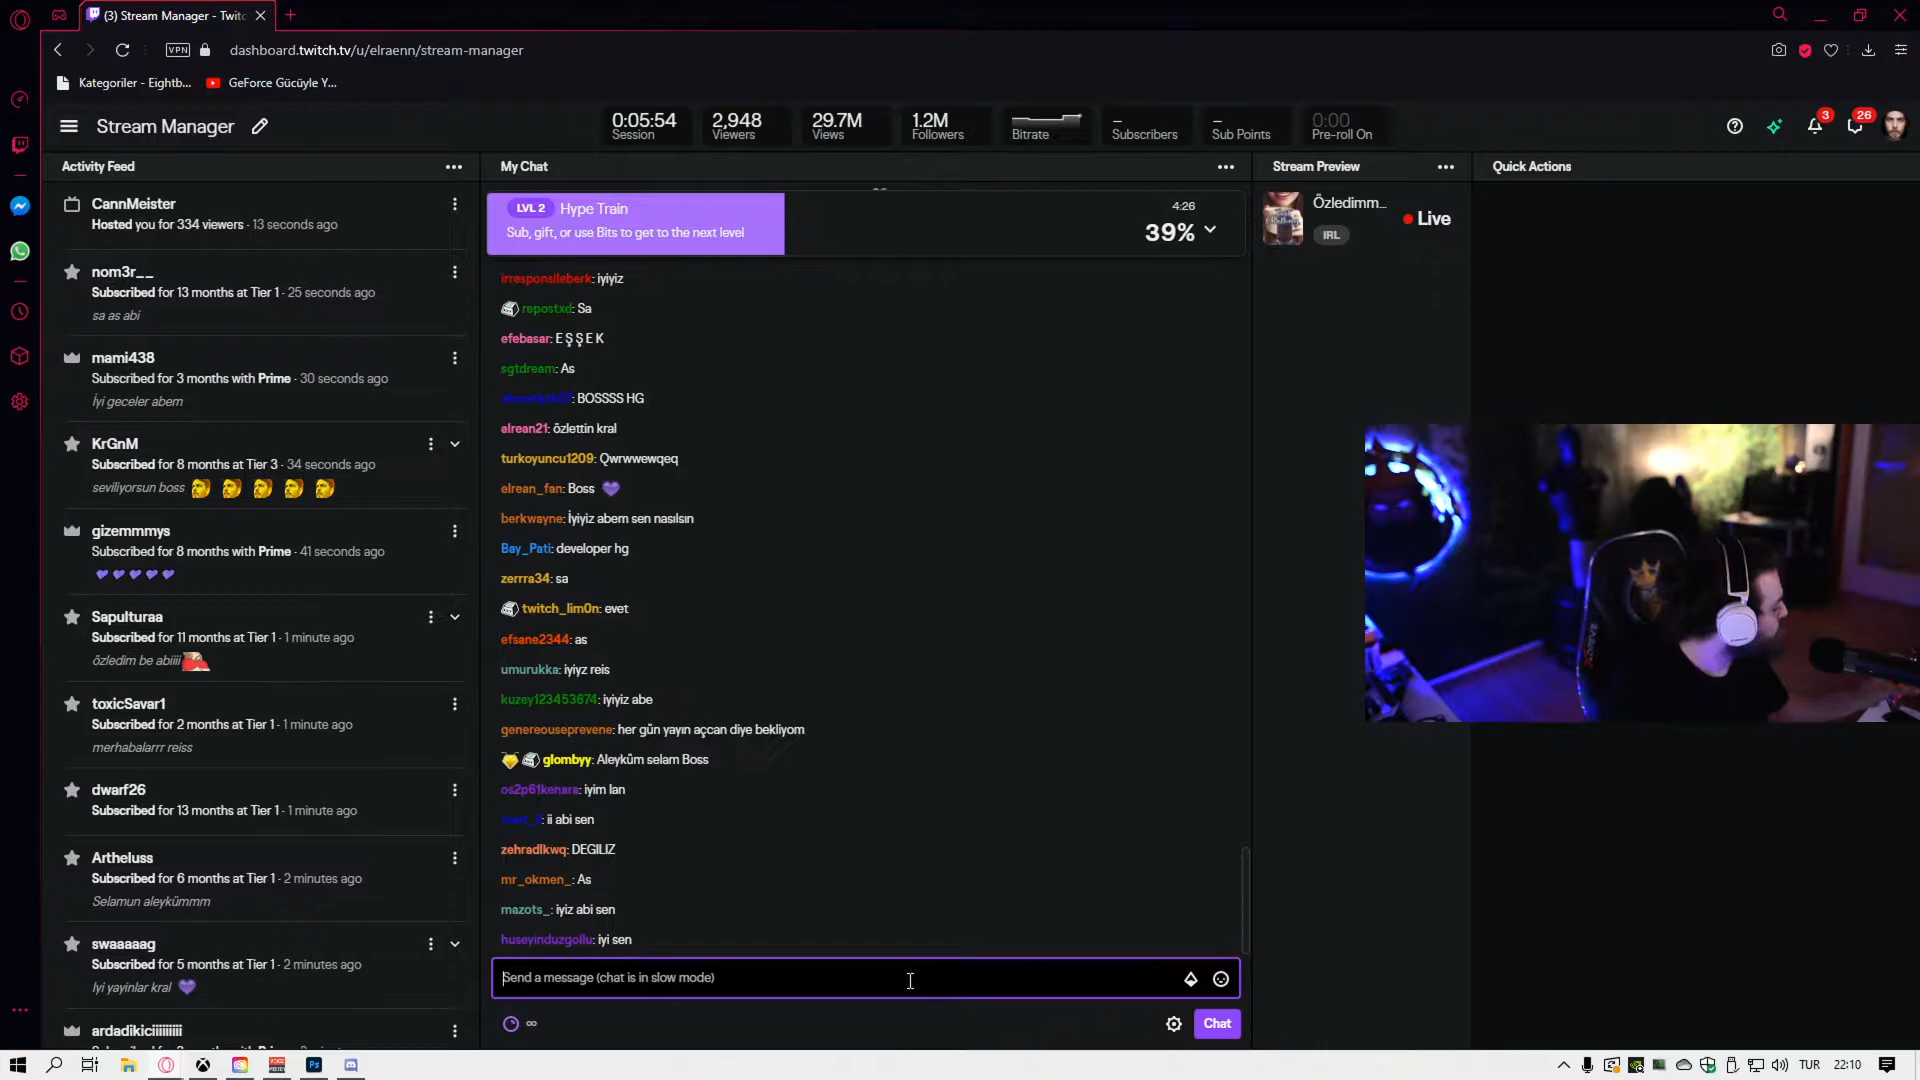 (3) Stream Manager - Twitc
VPN
dashboard.twitch.tv/u/elraenn/stream-manager
Kategoriler - Eightb...
GeForce Gücüyle Y...
Stream Manager
0:05:54
Session
2,948
Viewers
29.7M
Views
1.2M
Followers
Bitrate
–
Subscribers
–
Sub Points
0:00
Pre-roll On
3
26
Activity Feed
CannMeister
Hosted you for 334 viewers - 13 seconds ago
nom3r__
Subscribed for 13 months at Tier 1 - 25 seconds ago
sa as abi
mami438
Subscribed for 3 months with Prime - 30 seconds ago
İyi geceler abem
KrGnM
Subscribed for 8 months at Tier 3 - 34 seconds ago
seviliyorsun boss
gizemmmys
Subscribed for 8 months with Prime - 41 seconds ago
Sapulturaa
Subscribed for 11 months at Tier 1 - 1 minute ago
özledim be abiiii
toxicSavar1
Subscribed for 2 months at Tier 1 - 1 minute ago
merhabalarrr reiss
dwarf26
Subscribed for 13 months at Tier 1 - 1 minute ago
Artheluss
Subscribed for 6 months at Tier 1 - 2 minutes ago
Selamun aleykümmm
swaaaaag
Subscribed for 5 months at Tier 1 - 2 minutes ago
Iyi yayinlar kral
ardadikiciiiiiiiii
My Chat
LVL 2 Hype Train
Sub, gift, or use Bits to get to the next level
4:26
39%
irresponsileberk: iyiyiz
repostxd: Sa
efebasar: E Ş Ş E K
sgtdream: As
BOSSSS HG
alrean21: özlettin kral
turkoyuncu1209: Qwrwwewqeq
elrean_fan: Boss
berkwayne: İyiyiz abem sen nasılsın
Bay_Pati: developer hg
zerrra34: sa
twitch_lim0n: evet
efsane2344: as
umurukka: iyiyz reis
kuzey123453674: iyiyiz abe
genereouseprevene: her gün yayın açcan diye bekliyom
glombyy: Aleyküm selam Boss
os2p61kenara: iyim lan
: ii abi sen
zehradlkwq: DEGILIZ
mr_okmen_: As
mazots_: iyiz abi sen
huseyinduzgollu: iyi sen
Send a message (chat is in slow mode)
Chat
Stream Preview
Özledimm...
IRL
Live
Quick Actions
Ps
TUR
22:10